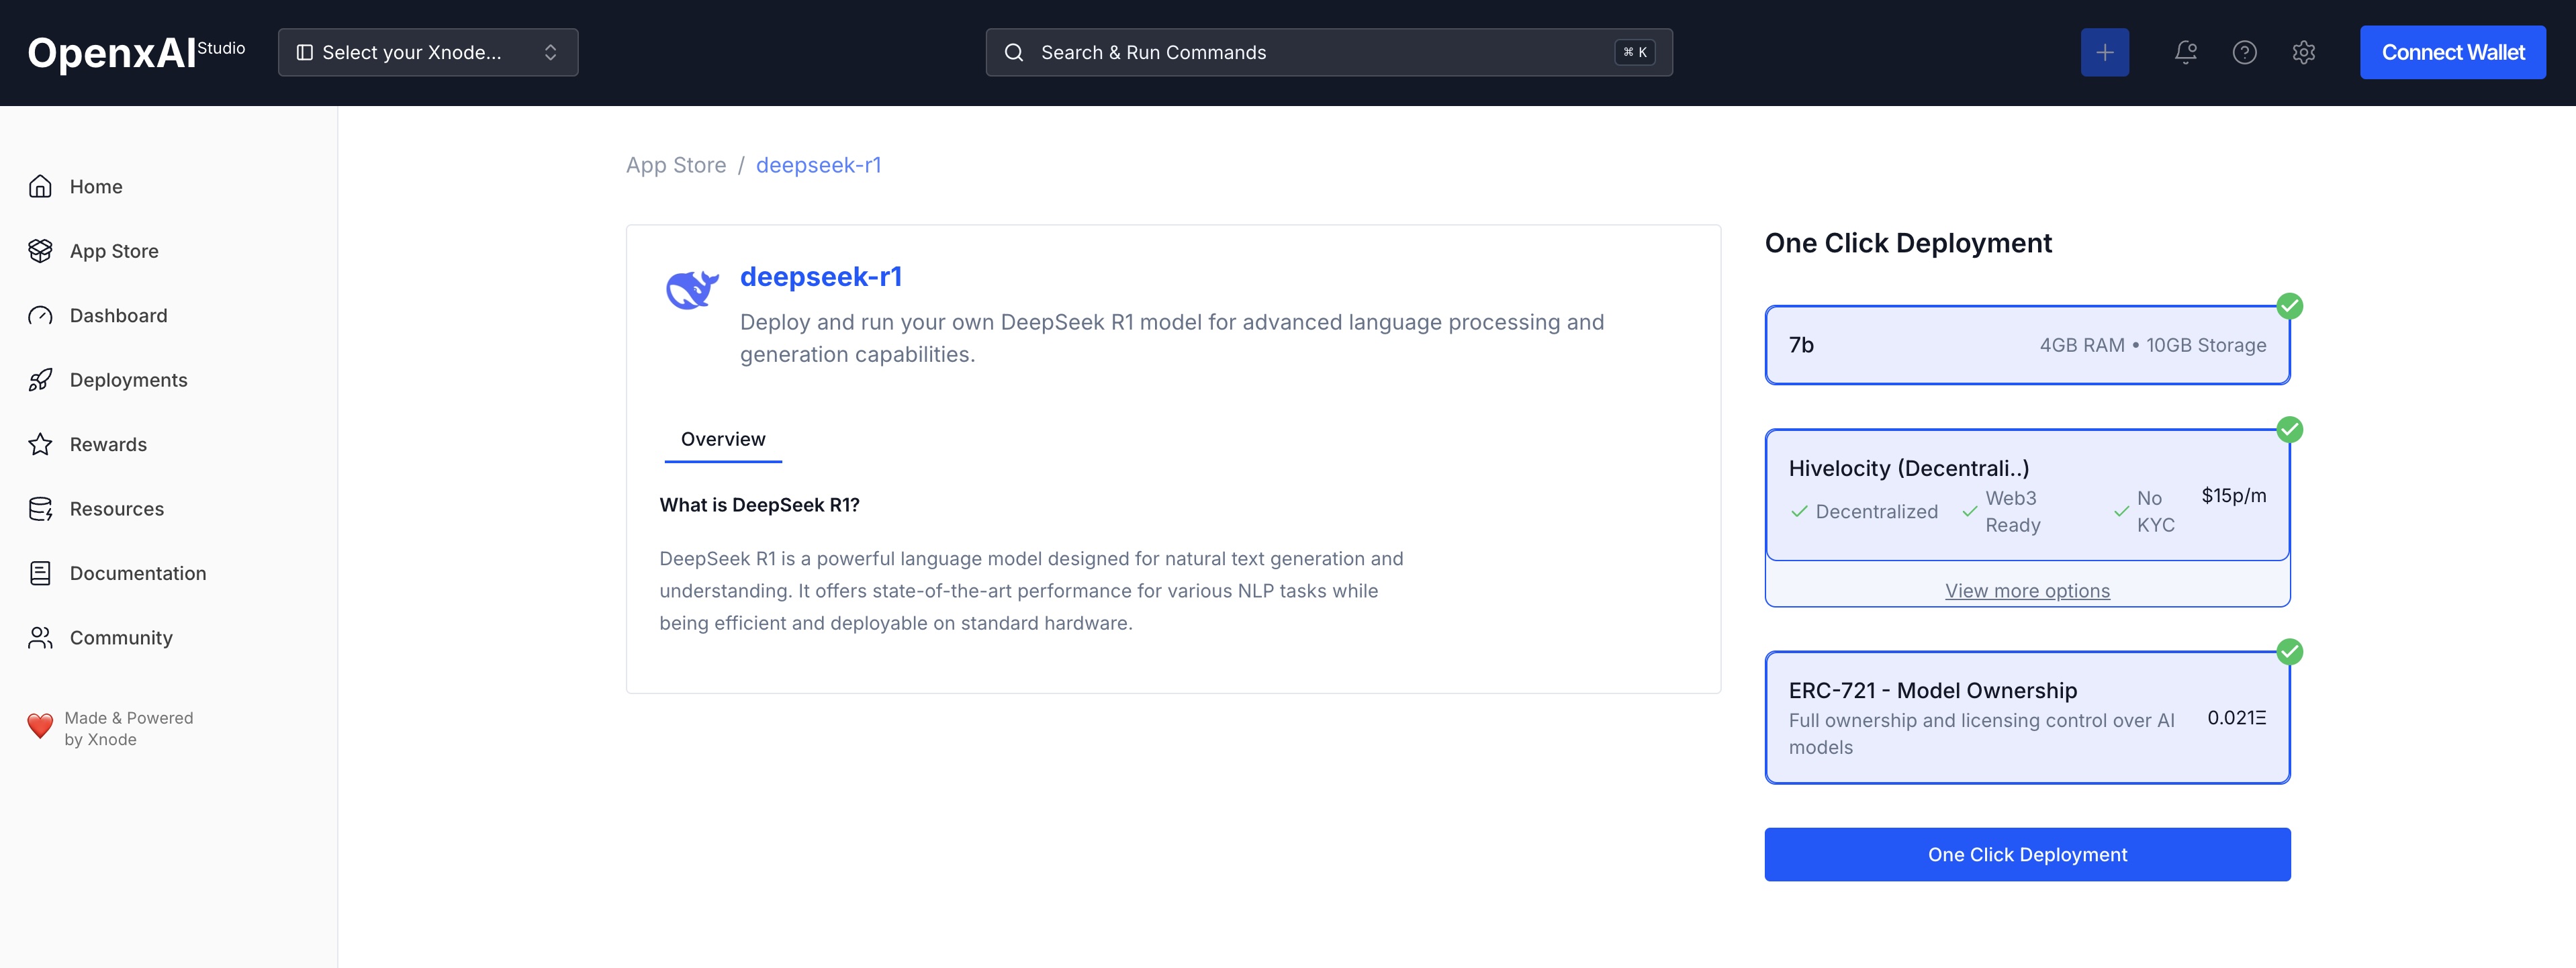 OpenxAI Studio
Select your Xnode...
Search & Run Commands
⌘ K
Connect Wallet
Home
App Store
Dashboard
Deployments
Rewards
Resources
Documentation
Community
Made & Powered
by Xnode
App Store / deepseek-r1
deepseek-r1
Deploy and run your own DeepSeek R1 model for advanced language processing and
generation capabilities.
Overview
What is DeepSeek R1?
DeepSeek R1 is a powerful language model designed for natural text generation and
understanding. It offers state-of-the-art performance for various NLP tasks while
being efficient and deployable on standard hardware.
One Click Deployment
7b
4GB RAM • 10GB Storage
Hivelocity (Decentrali..)
Decentralized
Web3
Ready
No
KYC
$15p/m
View more options
ERC-721 - Model Ownership
Full ownership and licensing control over AI
models
0.021Ξ
One Click Deployment